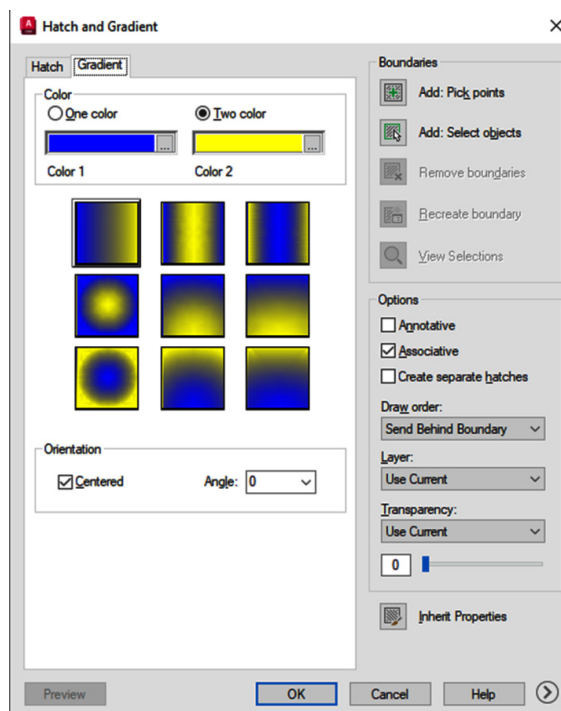 Hatch and Gradient
Hatch Gradient
Color
One color Two color
... ...
Color 1 Color 2
Orientation
Centered Angle: 0
Boundaries
Add: Pick points
Add: Select objects
Remove boundaries
Recreate boundary
View Selections
Options
Annotative
Associative
Create separate hatches
Draw order:
Send Behind Boundary
Layer:
Use Current
Transparency:
Use Current
0
Inherit Properties
Preview OK Cancel Help